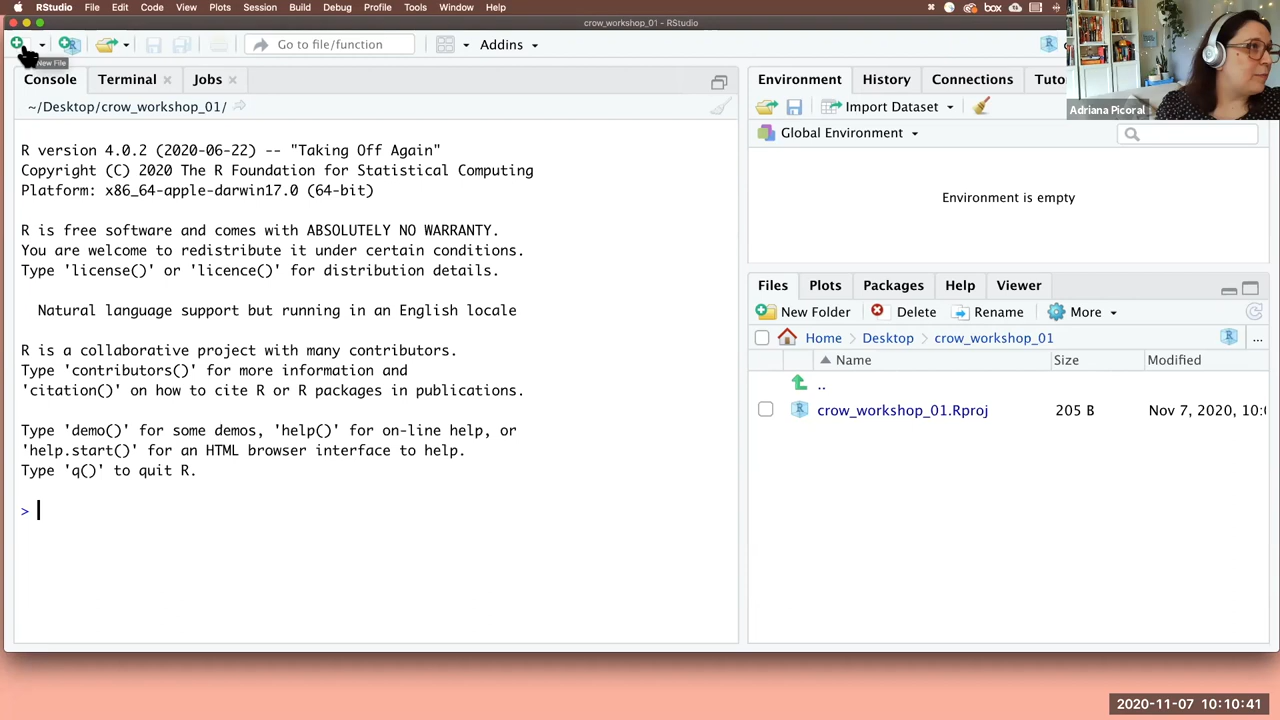 RStudio File Edit Code View Plots Session Build Debug Profile Tools Window Help box
crow_workshop_01 - RStudio
Go to file/function Addins
New File
Console Terminal Jobs
~/Desktop/crow_workshop_01/
R version 4.0.2 (2020-06-22) -- "Taking Off Again"
Copyright (C) 2020 The R Foundation for Statistical Computing
Platform: x86_64-apple-darwin17.0 (64-bit)
R is free software and comes with ABSOLUTELY NO WARRANTY.
You are welcome to redistribute it under certain conditions.
Type 'license()' or 'licence()' for distribution details.
Natural language support but running in an English locale
R is a collaborative project with many contributors.
Type 'contributors()' for more information and
'citation()' on how to cite R or R packages in publications.
Type 'demo()' for some demos, 'help()' for on-line help, or
'help.start()' for an HTML browser interface to help.
Type 'q()' to quit R.
>
Environment History Connections Tuto
Import Dataset
Global Environment
Environment is empty
Files Plots Packages Help Viewer
New Folder Delete Rename More
Home Desktop crow_workshop_01 ...
Name Size Modified
..
crow_workshop_01.Rproj 205 B Nov 7, 2020, 10:
Adriana Picoral
2020-11-07 10:10:41